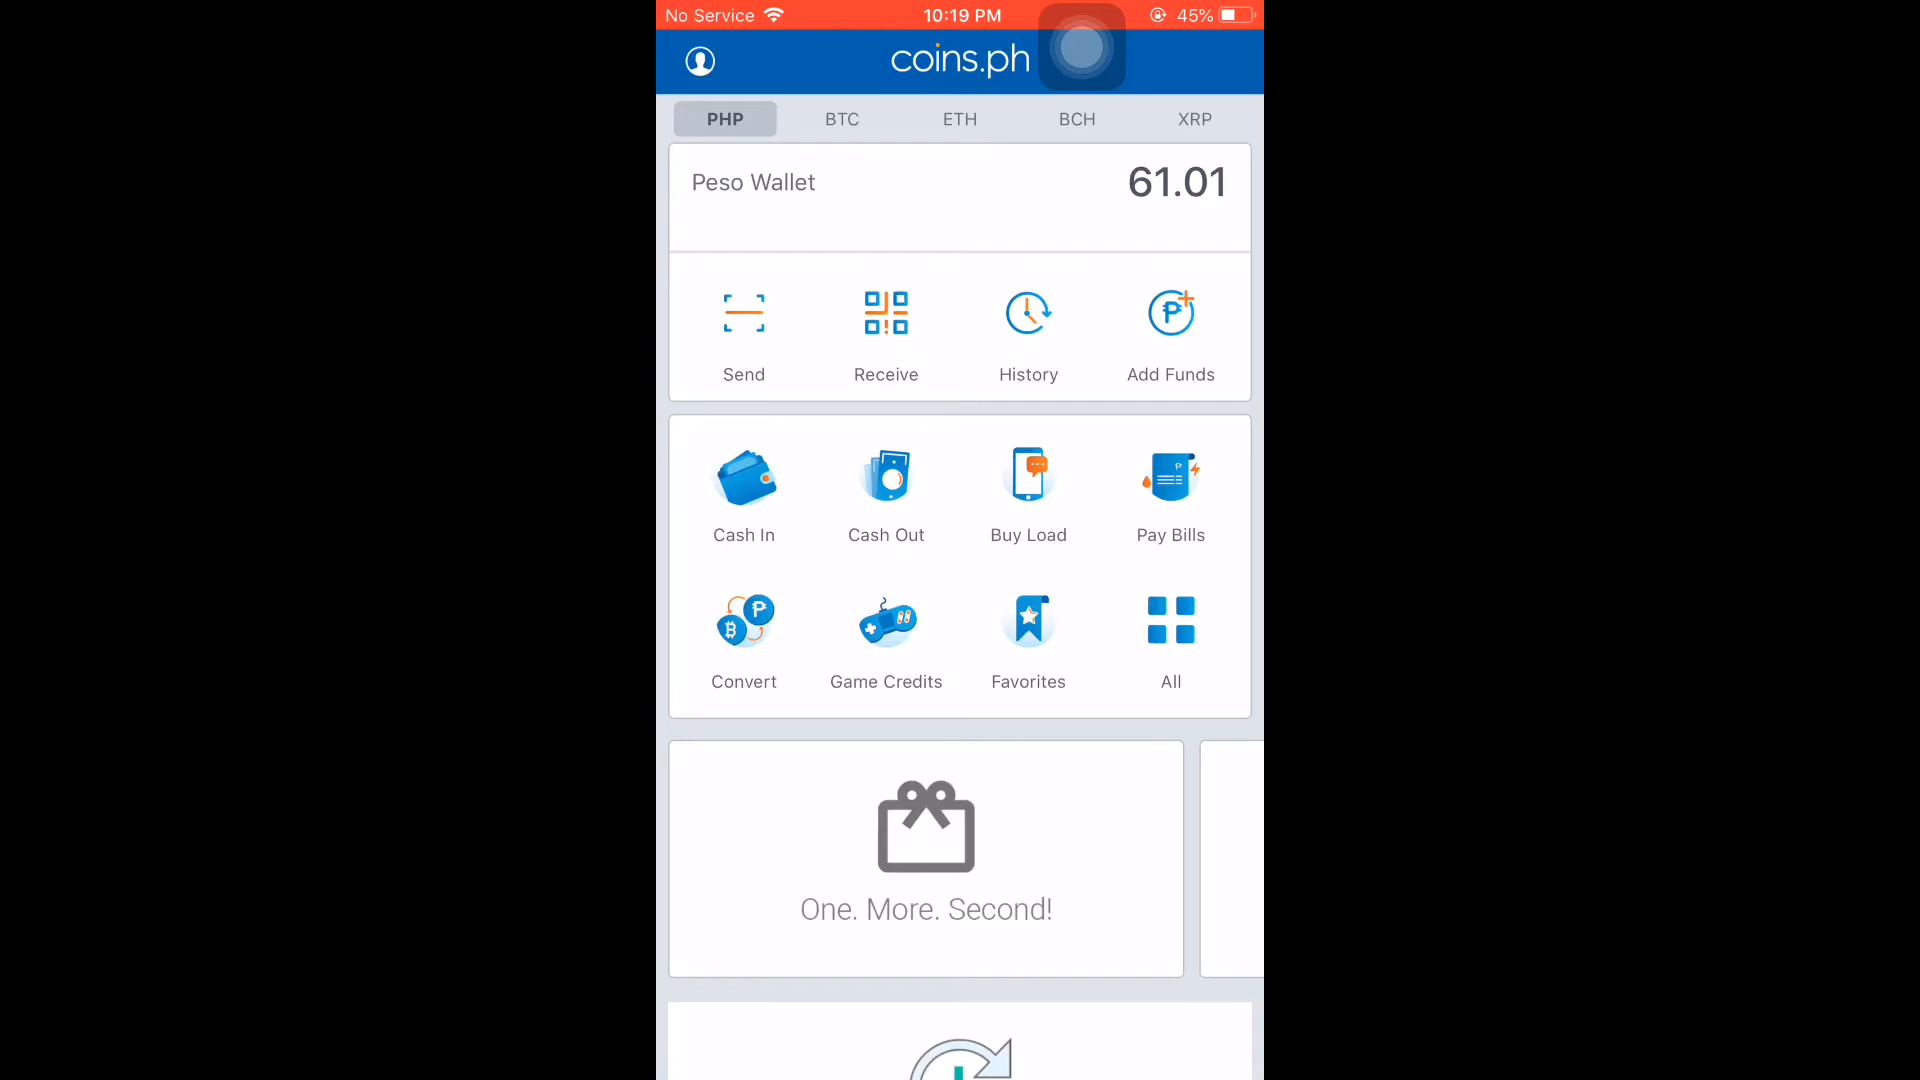 No Service 10:19 PM 45%
coins.ph
PHP BTC ETH BCH XRP
Peso Wallet 61.01
Send Receive History Add Funds
Cash In Cash Out Buy Load Pay Bills
Convert Game Credits Favorites All
One. More. Second!